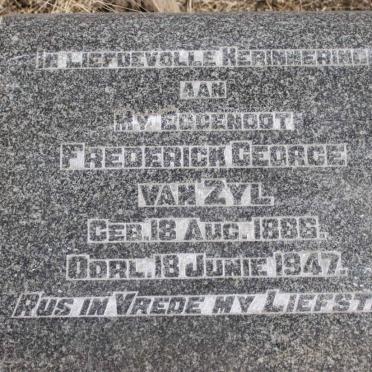 IN LIEFDEVOLLE HERINNERING
AAN
MY EGGENOOT
FREDERICK GEORGE
VAN ZYL
GEB. 18 AUG. 1886.
OORL. 18 JUNIE 1947.
RUS IN VREDE MY LIEFST